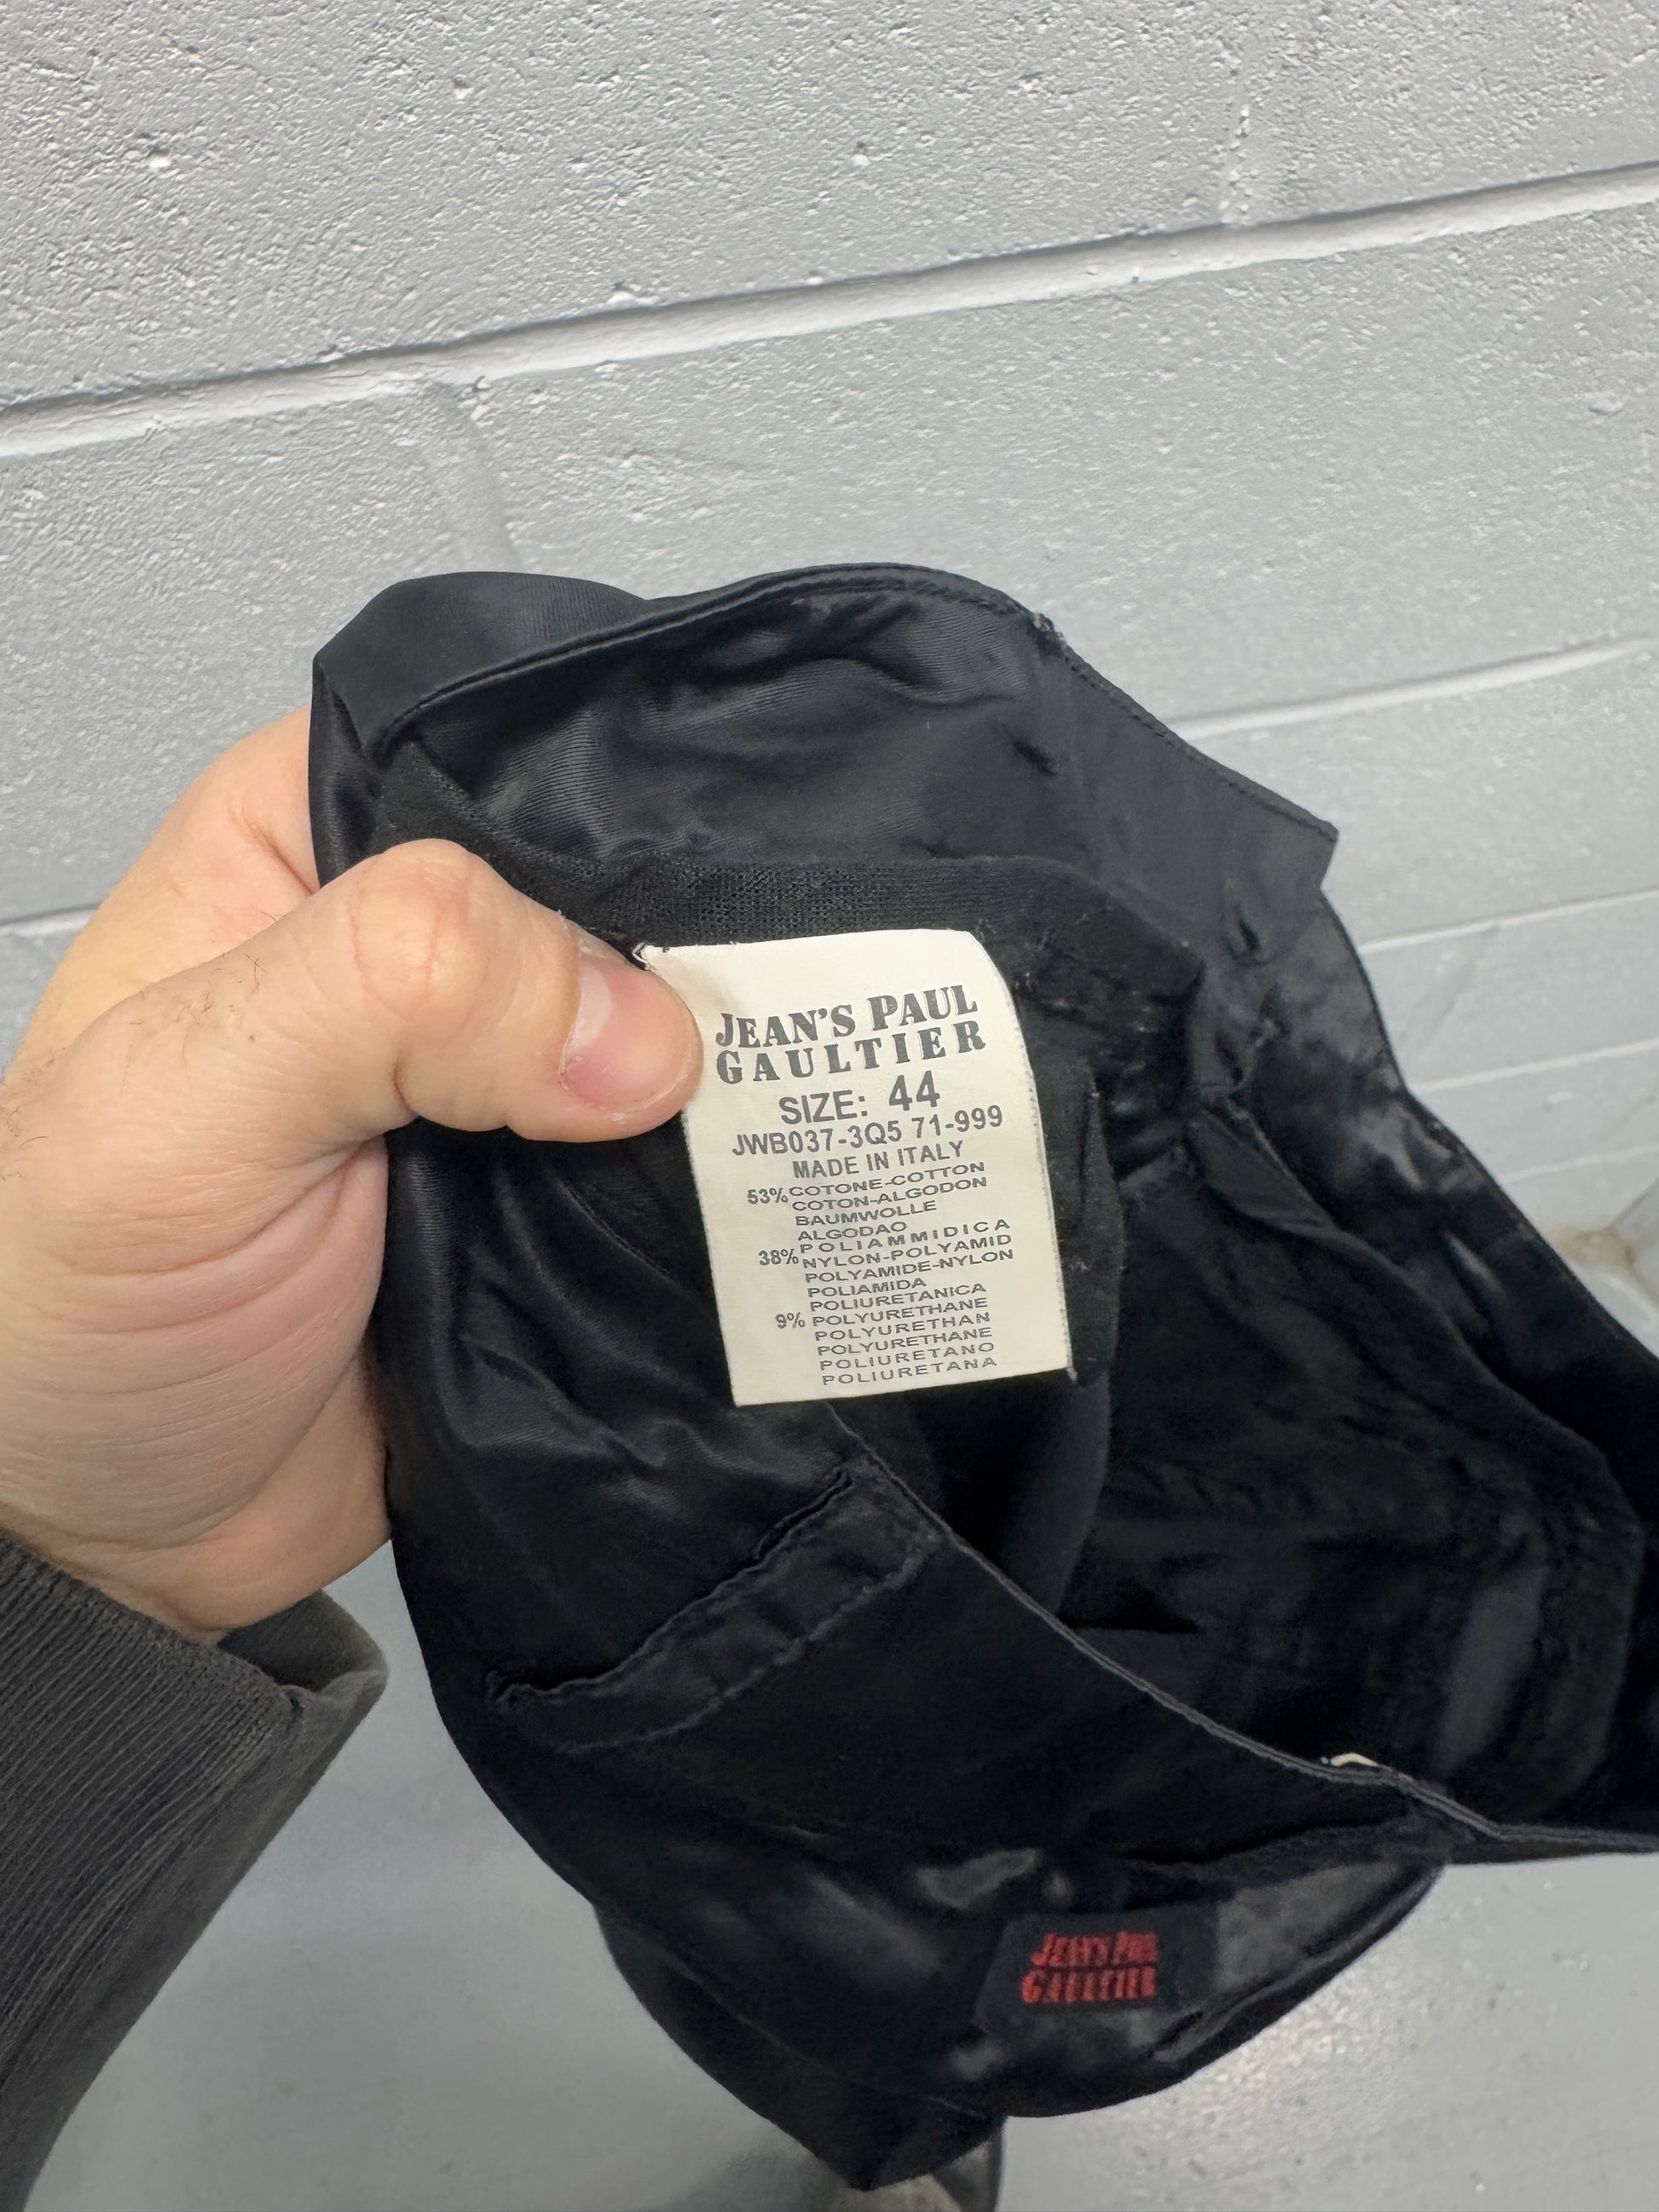 JEAN'S PAUL
GAULTIER
SIZE: 44
JWB037-3Q5 71-999
MADE IN ITALY
53% COTONE-COTTON
COTON-ALGODON
BAUMWOLLE
ALGODAO
38% POLIAMMIDICA
NYLON-POLYAMID
POLYAMIDE-NYLON
POLIAMIDA
POLIURETANICA
9% POLYURETHANE
POLYURETHAN
POLYURETHANE
POLIURETANO
POLIURETANA
JEAN'S PAUL
GAULTIER